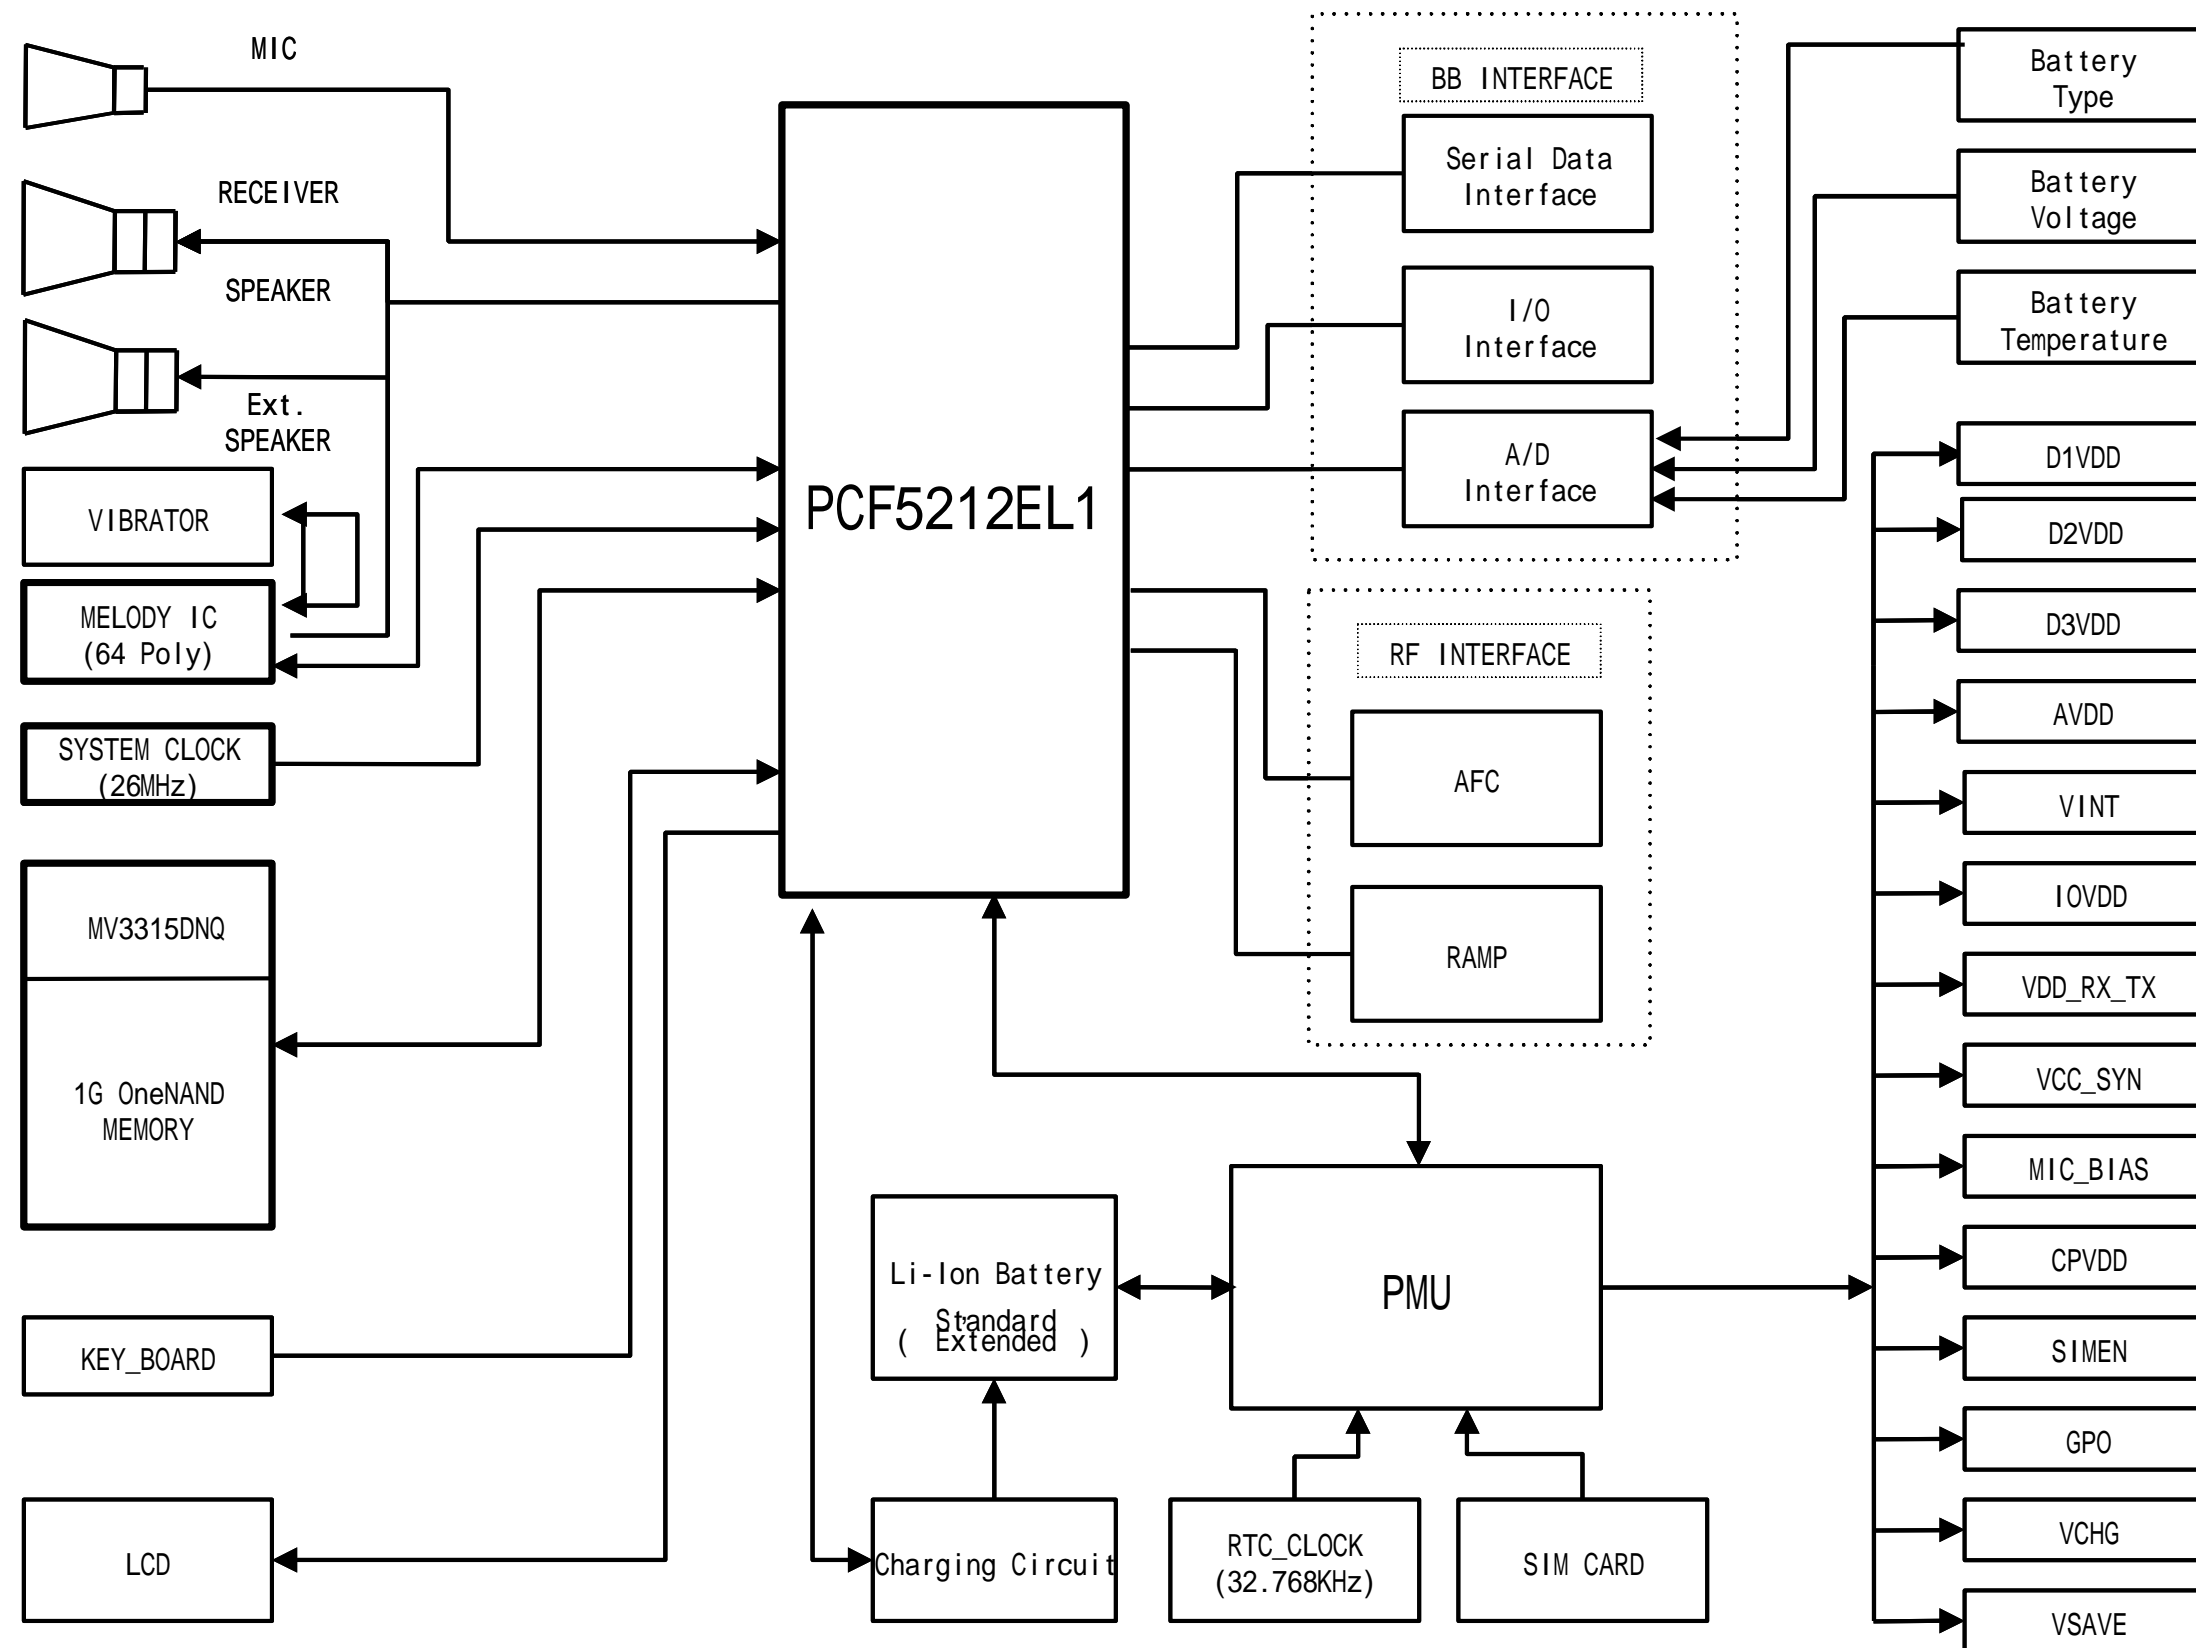 MIC
RECEIVER
SPEAKER
Ext.
SPEAKER
VIBRATOR
MELODY IC
(64 Poly)
SYSTEM CLOCK
(26MHz)
MV3315DNQ
1G OneNAND
MEMORY
KEY_BOARD
LCD
PCF5212EL1
BB INTERFACE
Serial Data
Interface
I/O
Interface
A/D
Interface
RF INTERFACE
AFC
RAMP
Li-Ion Battery
Standard
( Extended )
PMU
Charging Circuit
RTC_CLOCK
(32.768KHz)
SIM CARD
Battery
Type
Battery
Voltage
Battery
Temperature
D1VDD
D2VDD
D3VDD
AVDD
VINT
IOVDD
VDD_RX_TX
VCC_SYN
MIC_BIAS
CPVDD
SIMEN
GPO
VCHG
VSAVE